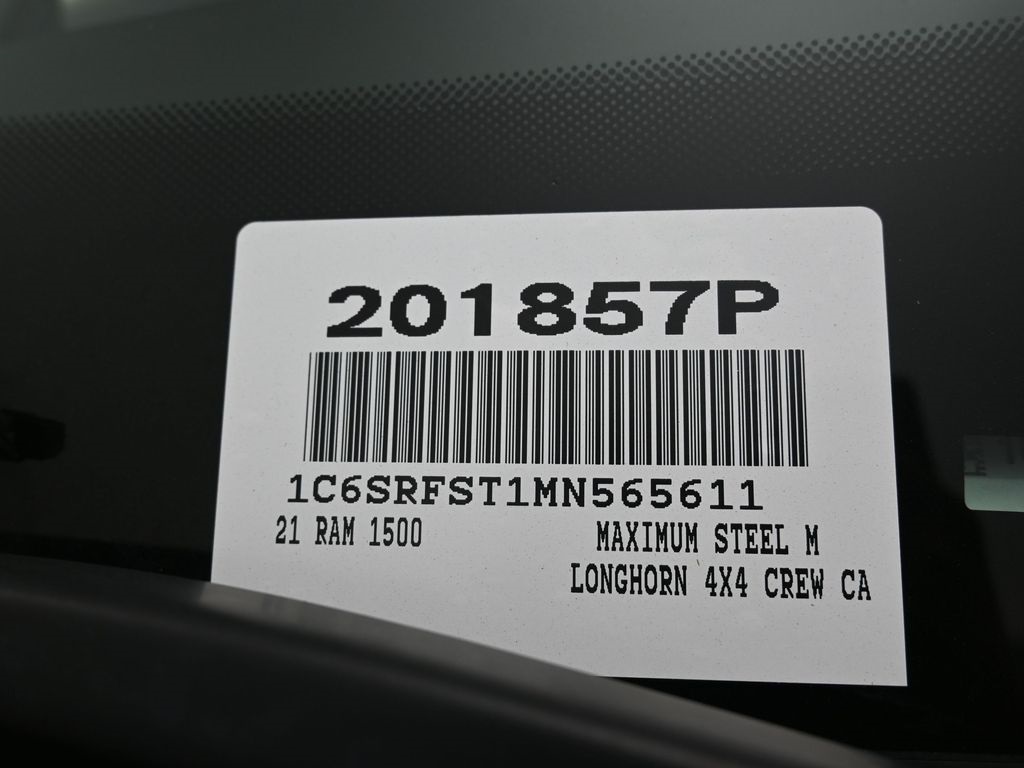 201857P
1C6SRFST1MN565611
21 RAM 1500 MAXIMUM STEEL M
LONGHORN 4X4 CREW CA